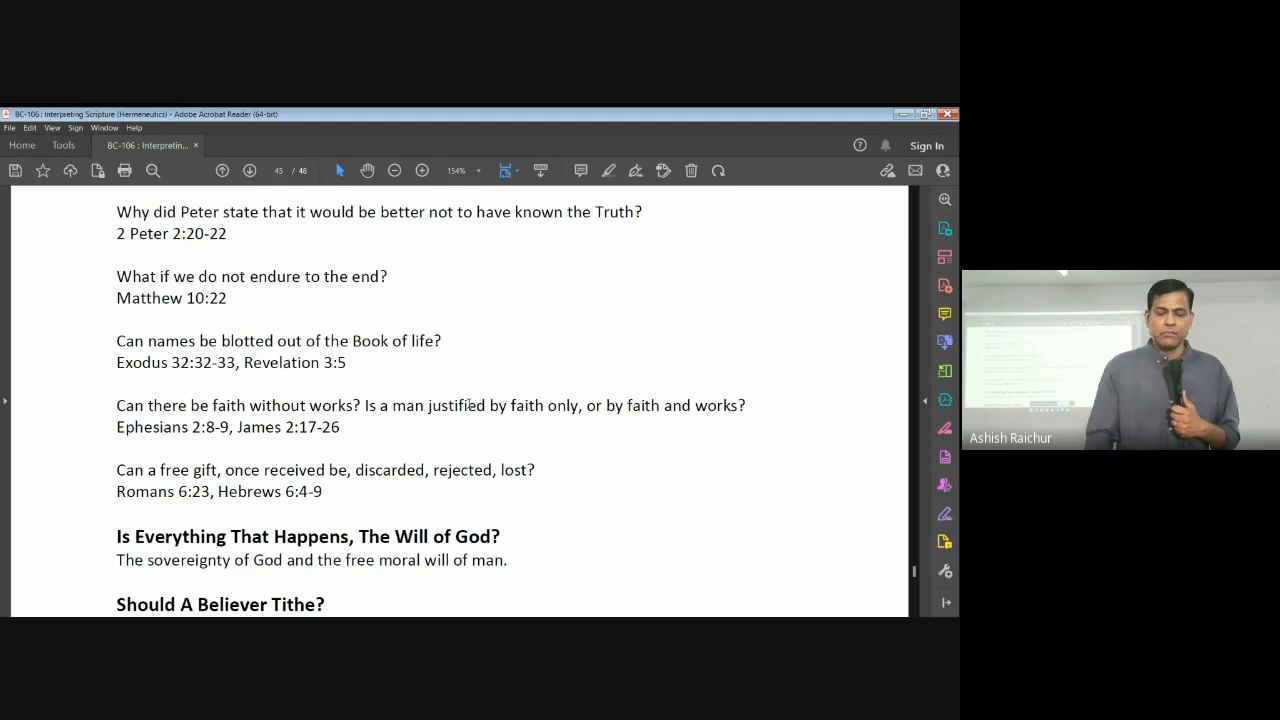 BC-106 : Interpreting Scripture (Hermeneutics) - Adobe Acrobat Reader (64-bit)
File Edit View Sign Window Help
Home Tools BC-106 : Interpretin... × Sign In
45 / 48 154%
Why did Peter state that it would be better not to have known the Truth?
2 Peter 2:20-22
What if we do not endure to the end?
Matthew 10:22
Can names be blotted out of the Book of life?
Exodus 32:32-33, Revelation 3:5
Can there be faith without works? Is a man justified by faith only, or by faith and works?
Ephesians 2:8-9, James 2:17-26
Can a free gift, once received be, discarded, rejected, lost?
Romans 6:23, Hebrews 6:4-9
Is Everything That Happens, The Will of God?
The sovereignty of God and the free moral will of man.
Should A Believer Tithe?
Ashish Raichur